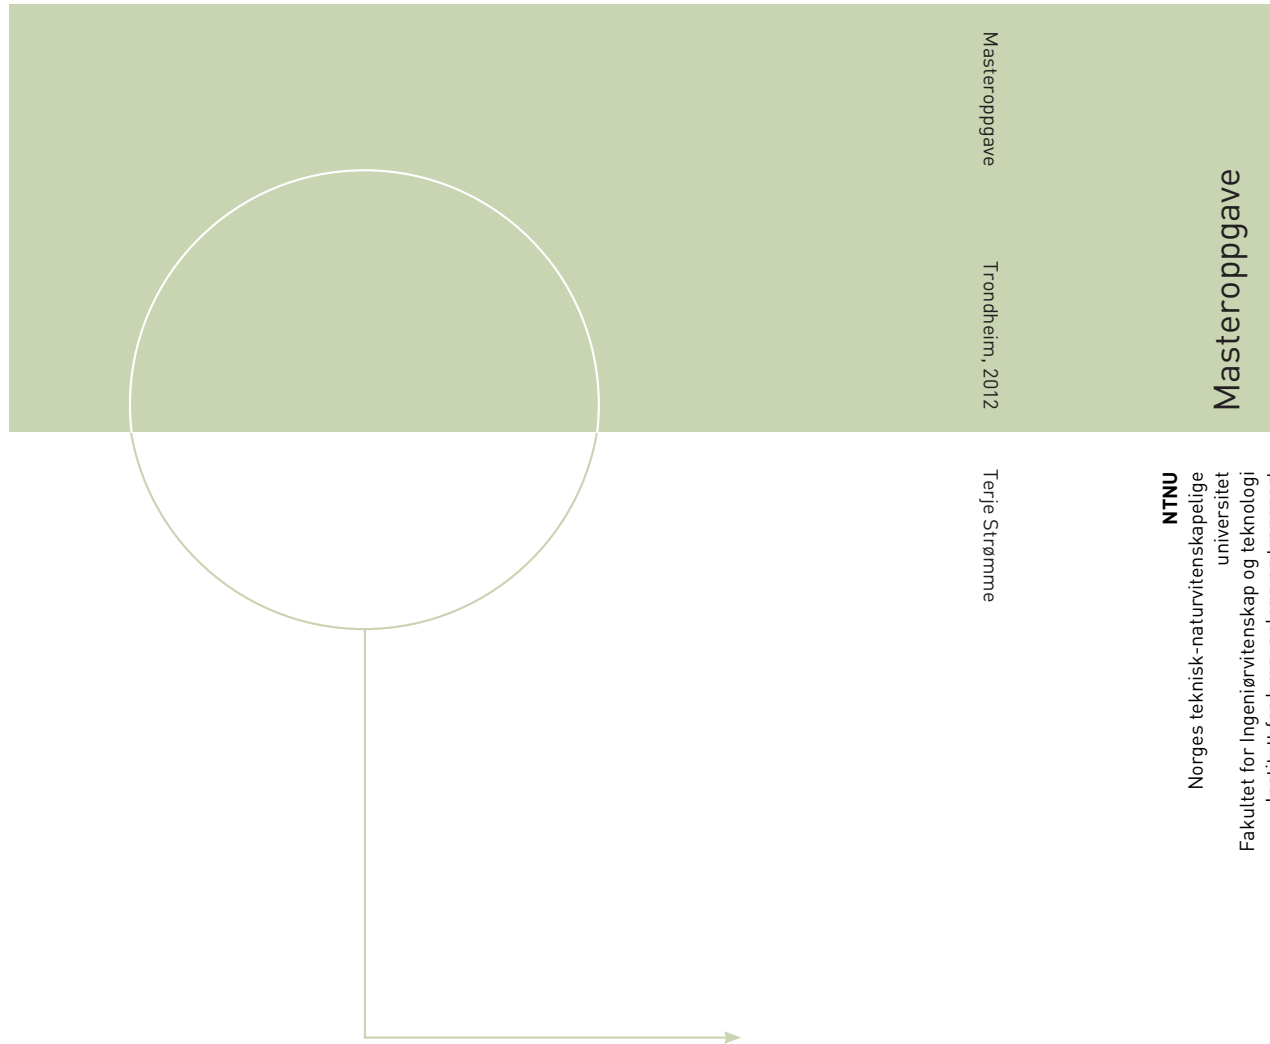 Masteroppgave
Trondheim, 2012
Terje Strømme
Masteroppgave
NTNU
Norges teknisk-naturvitenskapelige
universitet
Fakultet for Ingeniørvitenskap og teknologi